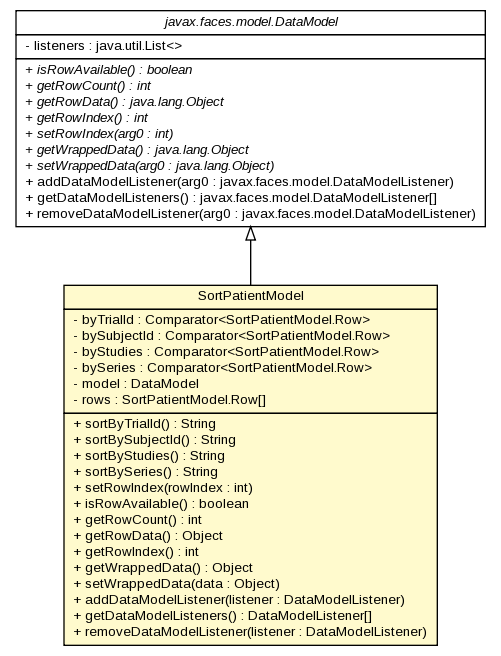 javax.faces.model.DataModel
- listeners : java.util.List<>
+ isRowAvailable() : boolean
+ getRowCount() : int
+ getRowData() : java.lang.Object
+ getRowIndex() : int
+ setRowIndex(arg0 : int)
+ getWrappedData() : java.lang.Object
+ setWrappedData(arg0 : java.lang.Object)
+ addDataModelListener(arg0 : javax.faces.model.DataModelListener)
+ getDataModelListeners() : javax.faces.model.DataModelListener[]
+ removeDataModelListener(arg0 : javax.faces.model.DataModelListener)
SortPatientModel
- byTrialId : Comparator<SortPatientModel.Row>
- bySubjectId : Comparator<SortPatientModel.Row>
- byStudies : Comparator<SortPatientModel.Row>
- bySeries : Comparator<SortPatientModel.Row>
- model : DataModel
- rows : SortPatientModel.Row[]
+ sortByTrialId() : String
+ sortBySubjectId() : String
+ sortByStudies() : String
+ sortBySeries() : String
+ setRowIndex(rowIndex : int)
+ isRowAvailable() : boolean
+ getRowCount() : int
+ getRowData() : Object
+ getRowIndex() : int
+ getWrappedData() : Object
+ setWrappedData(data : Object)
+ addDataModelListener(listener : DataModelListener)
+ getDataModelListeners() : DataModelListener[]
+ removeDataModelListener(listener : DataModelListener)